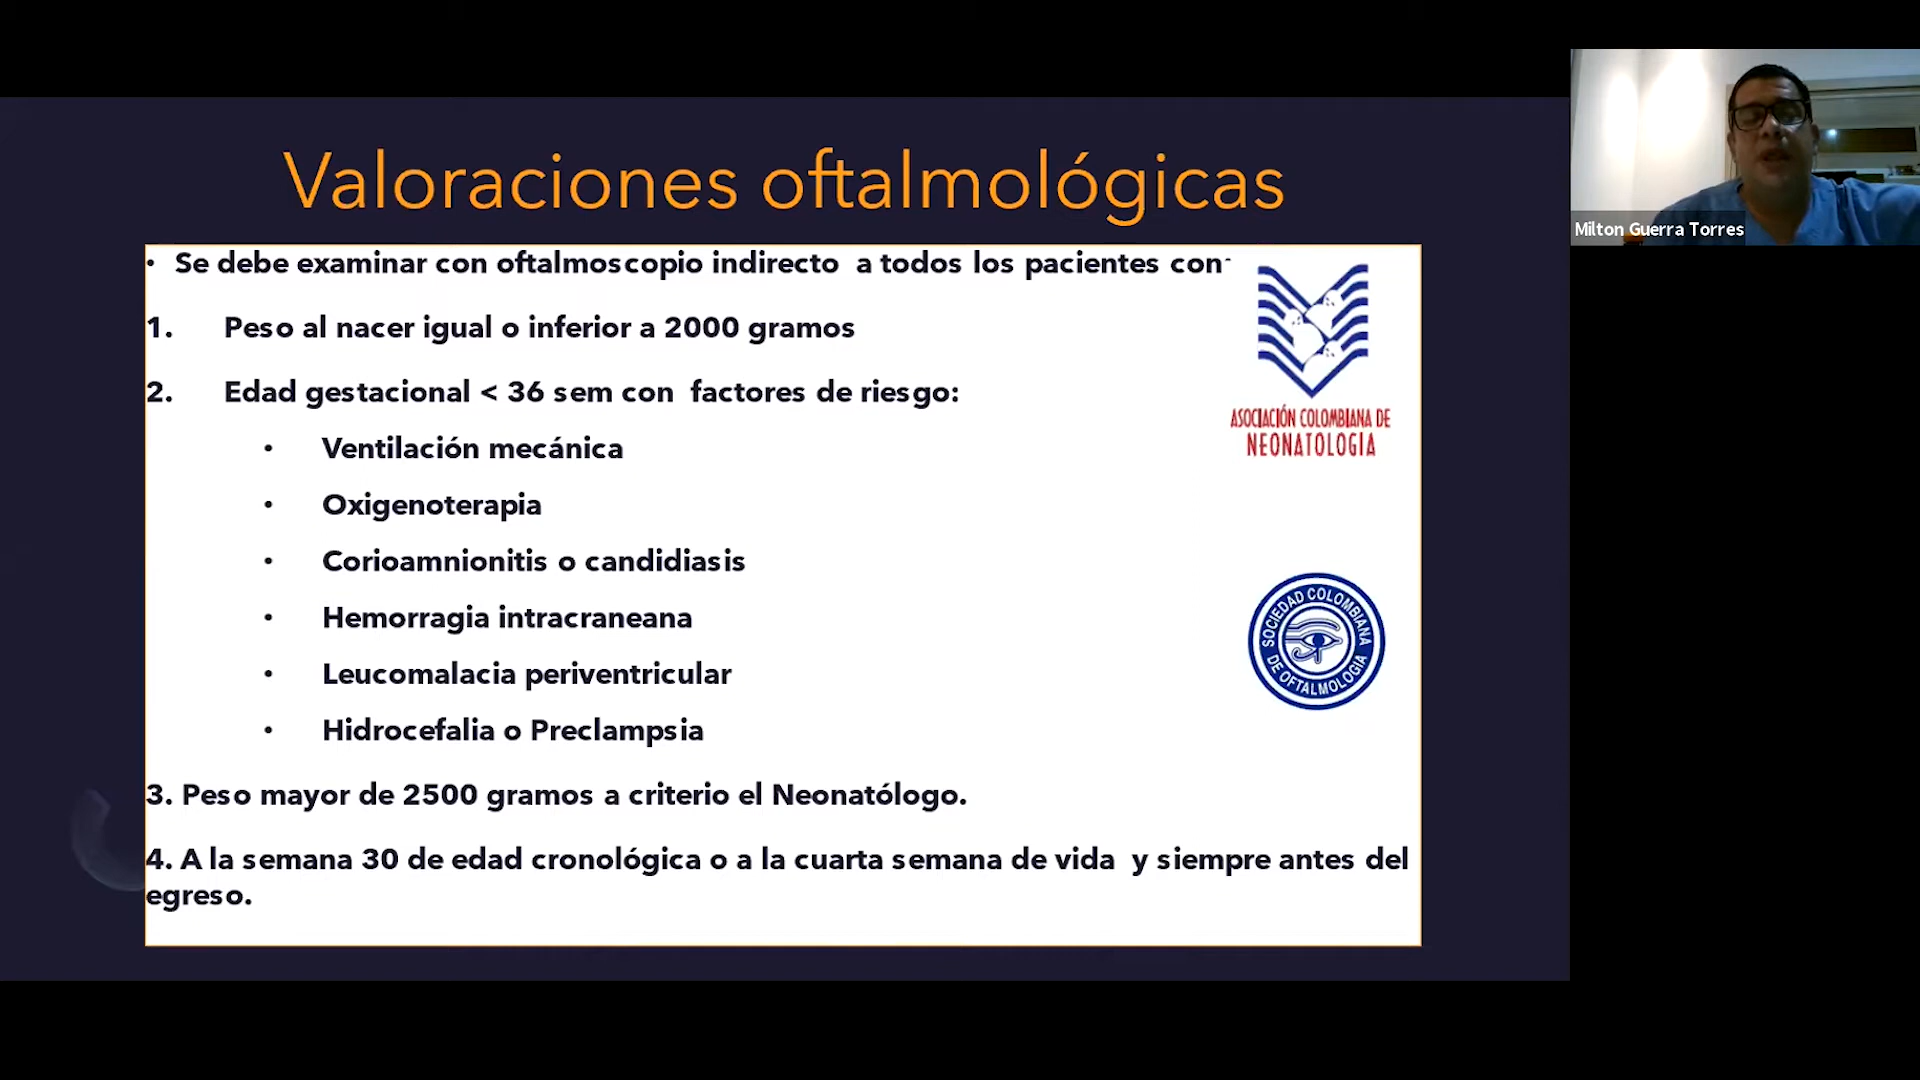 Valoraciones oftalmológicas
• Se debe examinar con oftalmoscopio indirecto a todos los pacientes con
1. Peso al nacer igual o inferior a 2000 gramos
2. Edad gestacional < 36 sem con factores de riesgo:
• Ventilación mecánica
• Oxigenoterapia
• Corioamnionitis o candidiasis
• Hemorragia intracraneana
• Leucomalacia periventricular
• Hidrocefalia o Preclampsia
3. Peso mayor de 2500 gramos a criterio el Neonatólogo.
4. A la semana 30 de edad cronológica o a la cuarta semana de vida y siempre antes del
egreso.
ASOCIACIÓN COLOMBIANA DE
NEONATOLOGIA
SOCIEDAD COLOMBIANA
DE OFTALMOLOGIA
Milton Guerra Torres